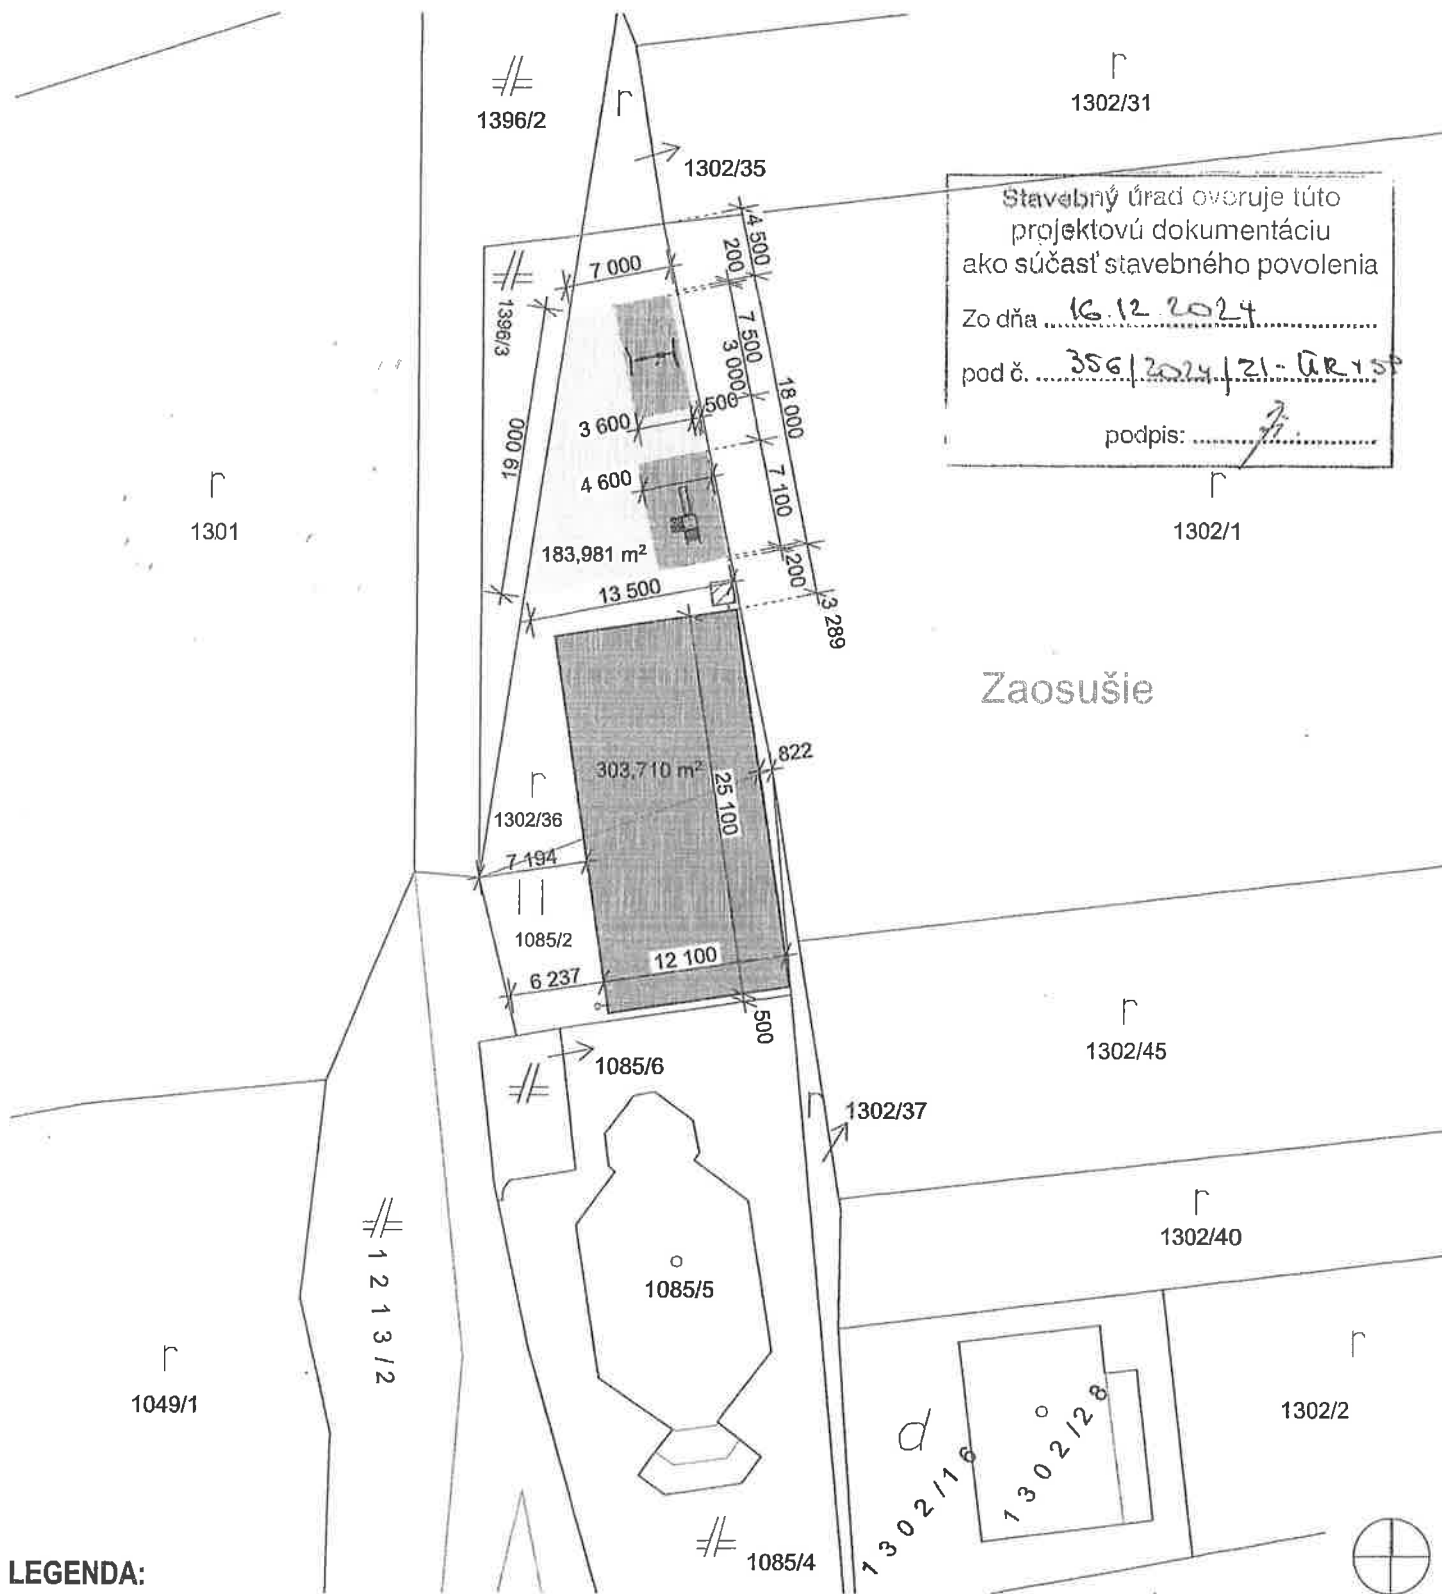 1396/2
r
r
1302/31
1302/35
Stavebný úrad overuje túto
projektovú dokumentáciu
ako súčasť stavebného povolenia
Zo dňa 16.12.2024
pod č. 356/2024/21-ÚR
podpis:
4 500
200
7 000
1396/3
7 500
3 000
18 000
500
3 600
19 000
4 600
7 100
r
1301
r
1302/1
183,981 m²
200
13 500
3 289
Zaosušie
822
303,710 m²
25 100
r
1302/36
7 194
1085/2
12 100
6 237
500
r
1302/45
1085/6
r
1302/37
r
1302/40
1213/2
1085/5
r
1049/1
r
1302/2
d
1302/16
1302/28
1085/4
LEGENDA: